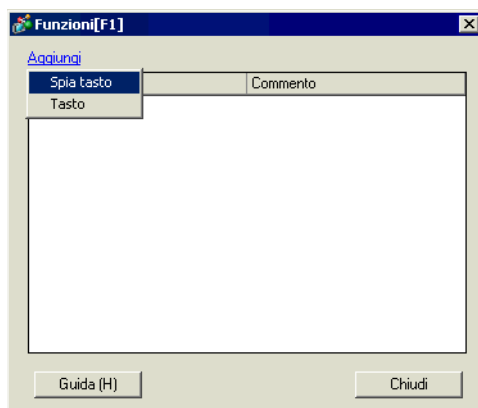 Funzioni[F1]
Aggiungi
Spia tasto
Commento
Tasto
Guida (H)
Chiudi